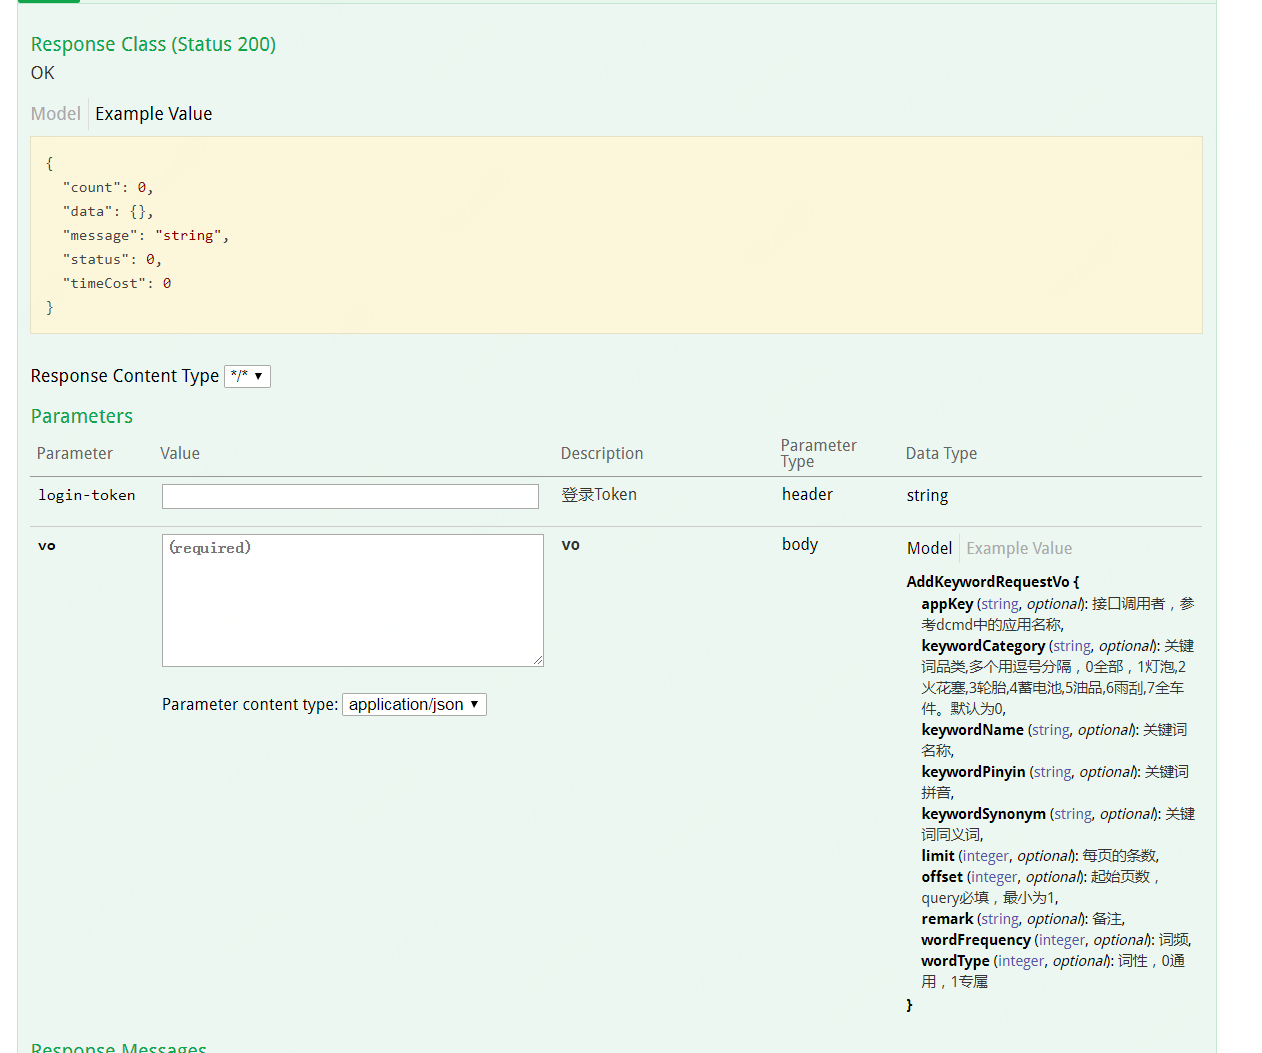 Response Class (Status 200)
OK
Model Example Value
{
"count": 0,
"data": {},
"message": "string",
"status": 0,
"timeCost": 0
}
Response Content Type */*
Parameters
Parameter Value Description Parameter Type Data Type
login-token 登录Token header string
vo (required) vo body Model Example Value
Parameter content type: application/json
AddKeywordRequestVo {
appKey (string, optional): 接口调用者，参
考dcmd中的应用名称,
keywordCategory (string, optional): 关键
词品类,多个用逗号分隔，0全部，1灯泡,2
火花塞,3轮胎,4蓄电池,5油品,6雨刮,7全车
件。默认为0,
keywordName (string, optional): 关键词
名称,
keywordPinyin (string, optional): 关键词
拼音,
keywordSynonym (string, optional): 关键
词同义词,
limit (integer, optional): 每页的条数,
offset (integer, optional): 起始页数，
query必填，最小为1,
remark (string, optional): 备注,
wordFrequency (integer, optional): 词频,
wordType (integer, optional): 词性，0通
用，1专属
}
Response Messages